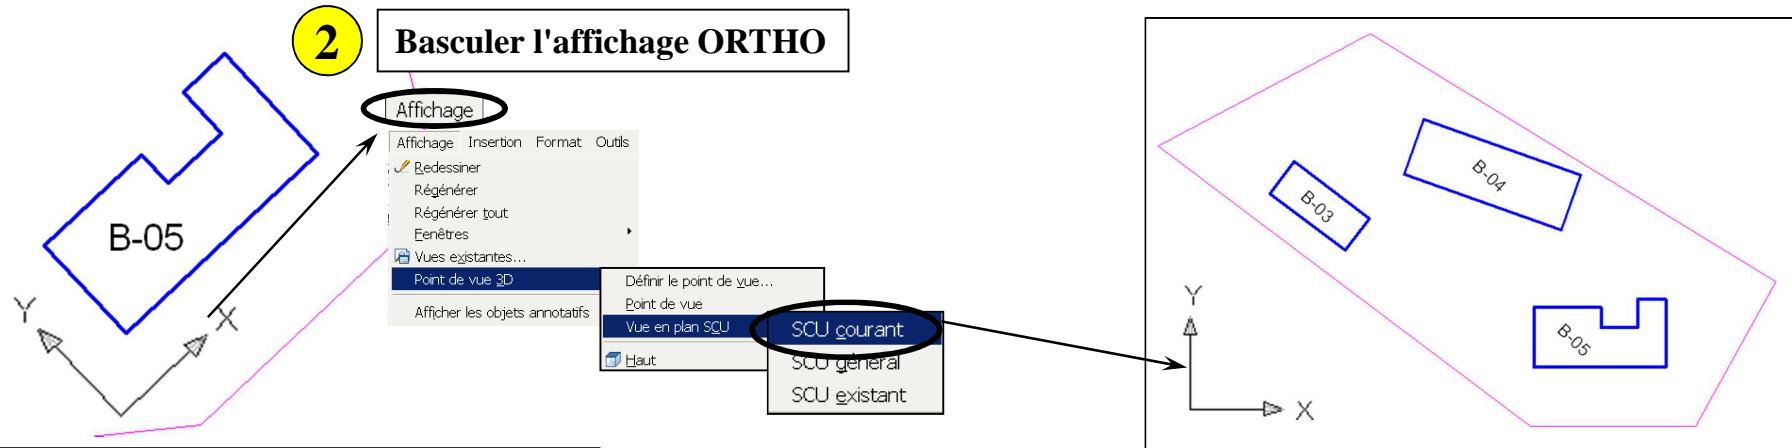 2
Basculer l'affichage ORTHO
Affichage
Affichage Insertion Format Outils
Redessiner
Régénérer
Régénérer tout
Fenêtres
Vues existantes...
Point de vue 3D
Afficher les objets annotatifs
Définir le point de vue...
Point de vue
Vue en plan SCU
Haut
SCU courant
SCU général
SCU existant
B-05
Y
X
B-04
B-03
B-05
Y
X